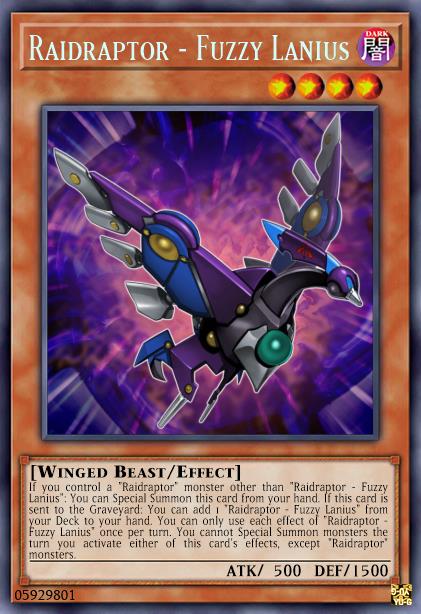 RAIDRAPTOR - FUZZY LANIUS
DARK
闇
[WINGED BEAST/EFFECT]
If you control a "Raidraptor" monster other than "Raidraptor - Fuzzy
Lanius": You can Special Summon this card from your hand. If this card is
sent to the Graveyard: You can add 1 "Raidraptor - Fuzzy Lanius" from
your Deck to your hand. You can only use each effect of "Raidraptor -
Fuzzy Lanius" once per turn. You cannot Special Summon monsters the
turn you activate either of this card's effects, except "Raidraptor"
monsters.
ATK/ 500 DEF/1500
05929801